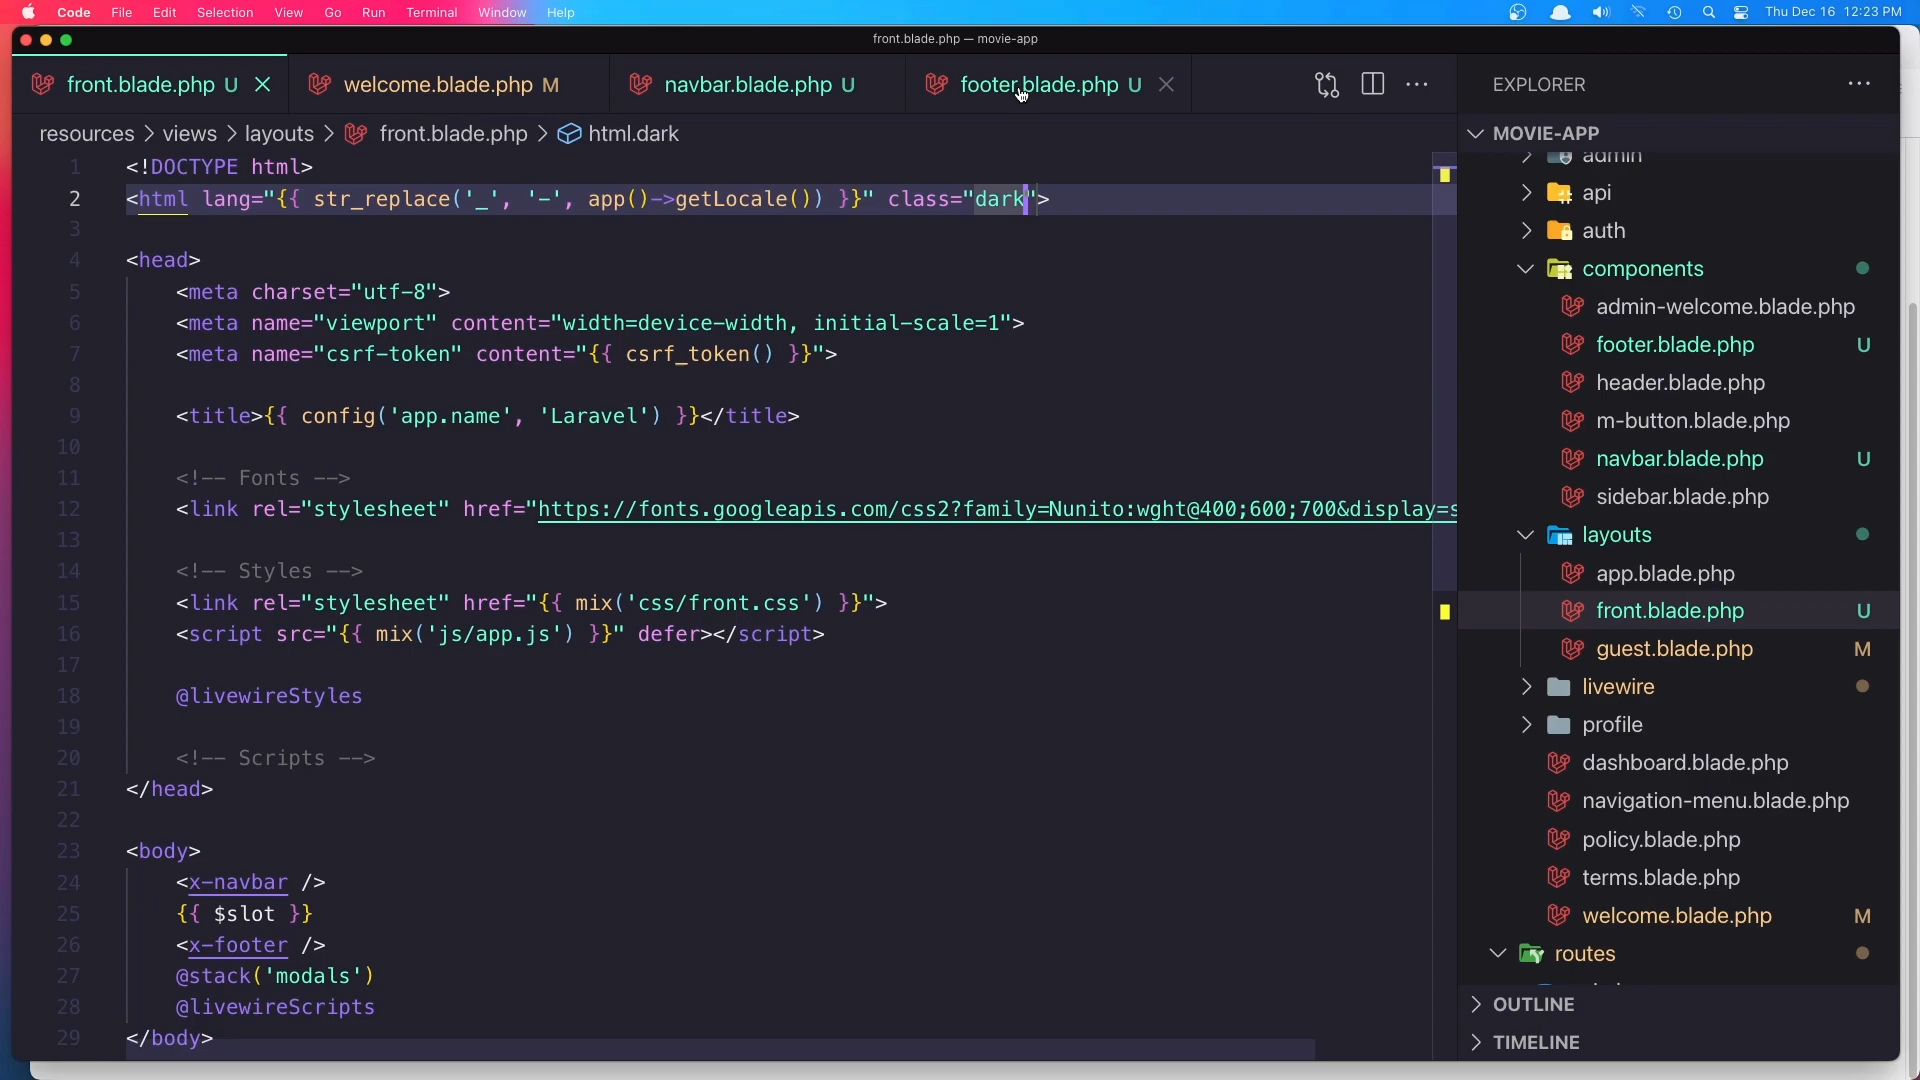 Code File Edit Selection View Go Run Terminal Window Help Thu Dec 16 12:23 PM
front.blade.php — movie-app
front.blade.php U welcome.blade.php M navbar.blade.php U footer.blade.php U
resources > views > layouts > front.blade.php > html.dark
1 <!DOCTYPE html>
2 <html lang="{{ str_replace('_', '-', app()->getLocale()) }}" class="dark">
3
4 <head>
5 <meta charset="utf-8">
6 <meta name="viewport" content="width=device-width, initial-scale=1">
7 <meta name="csrf-token" content="{{ csrf_token() }}">
8
9 <title>{{ config('app.name', 'Laravel') }}</title>
10
11 <!-- Fonts -->
12 <link rel="stylesheet" href="https://fonts.googleapis.com/css2?family=Nunito:wght@400;600;700&display=s
13
14 <!-- Styles -->
15 <link rel="stylesheet" href="{{ mix('css/front.css') }}">
16 <script src="{{ mix('js/app.js') }}" defer></script>
17
18 @livewireStyles
19
20 <!-- Scripts -->
21 </head>
22
23 <body>
24 <x-navbar />
25 {{ $slot }}
26 <x-footer />
27 @stack('modals')
28 @livewireScripts
29 </body>
EXPLORER
MOVIE-APP
admin
api
auth
components
admin-welcome.blade.php
footer.blade.php U
header.blade.php
m-button.blade.php
navbar.blade.php U
sidebar.blade.php
layouts
app.blade.php
front.blade.php U
guest.blade.php M
livewire
profile
dashboard.blade.php
navigation-menu.blade.php
policy.blade.php
terms.blade.php
welcome.blade.php M
routes
OUTLINE
TIMELINE